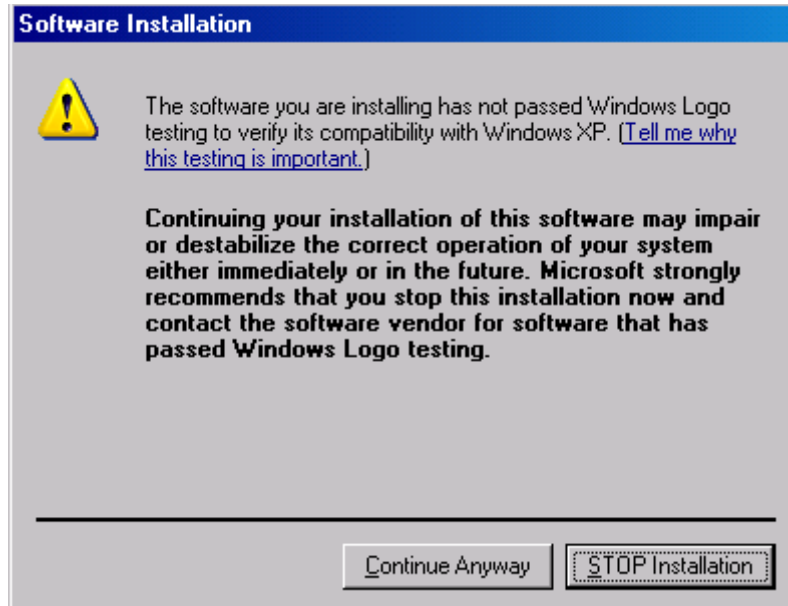 Software Installation
The software you are installing has not passed Windows Logo
testing to verify its compatibility with Windows XP. (Tell me why
this testing is important.)
Continuing your installation of this software may impair
or destabilize the correct operation of your system
either immediately or in the future. Microsoft strongly
recommends that you stop this installation now and
contact the software vendor for software that has
passed Windows Logo testing.
Continue Anyway
STOP Installation